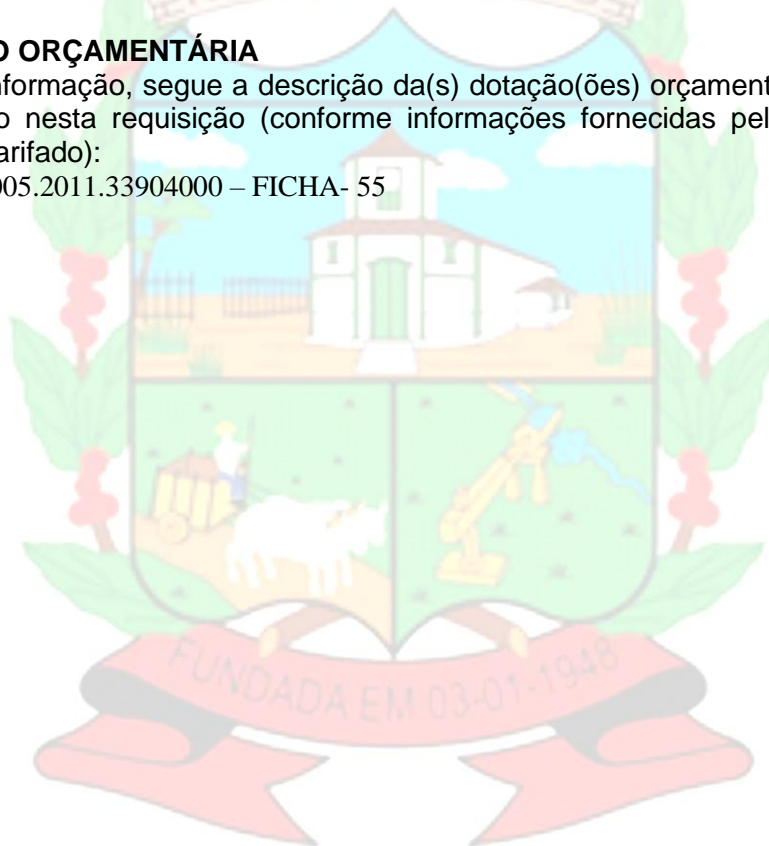 O ORÇAMENTÁRIA
nformação, segue a descrição da(s) dotação(ões) orçament
o nesta requisição (conforme informações fornecidas pel
arifado):
005.2011.33904000 – FICHA- 55
FUNDADA EM 03-01-1948